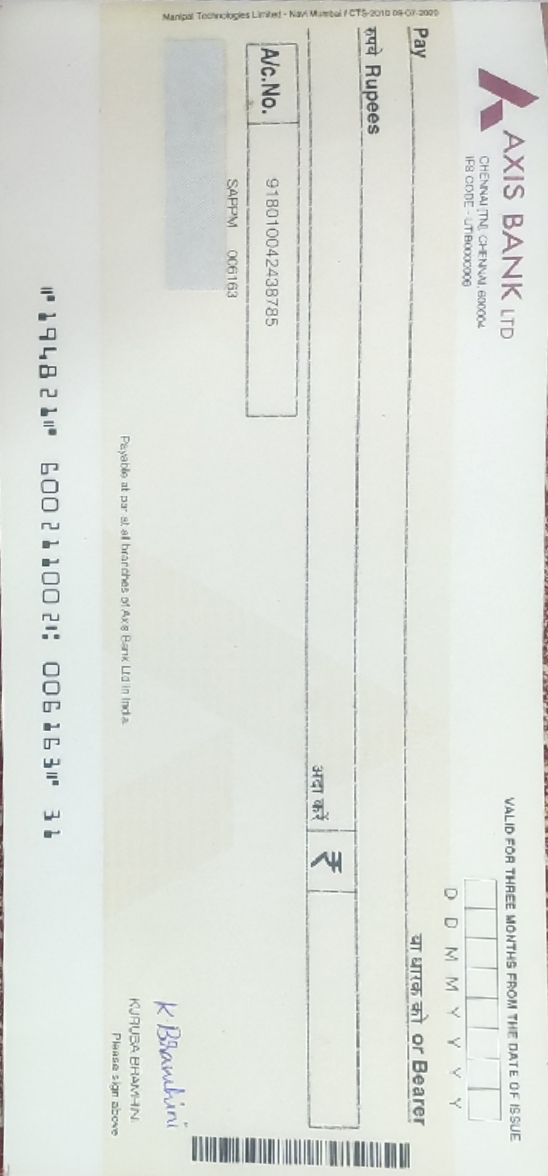 AXIS BANK LTD
CHENNAI [TN], CHENNAI, 600004
IFS CODE - UTIB0000006
VALID FOR THREE MONTHS FROM THE DATE OF ISSUE
D D M M Y Y Y Y
Pay
या धारक को or Bearer
रुपये Rupees
अदा करें ₹
A/c.No. 918010042438785
SAPPM 006163
K Bramhini
KURUBA BRAMHINI
Please sign above
Payable at par at all branches of Axis Bank Ltd in India
Manipal Technologies Limited - Navi Mumbai / CTS-2010 09-07-2020
⑈194821⑈ 600211002⑆ 006163⑈ 31